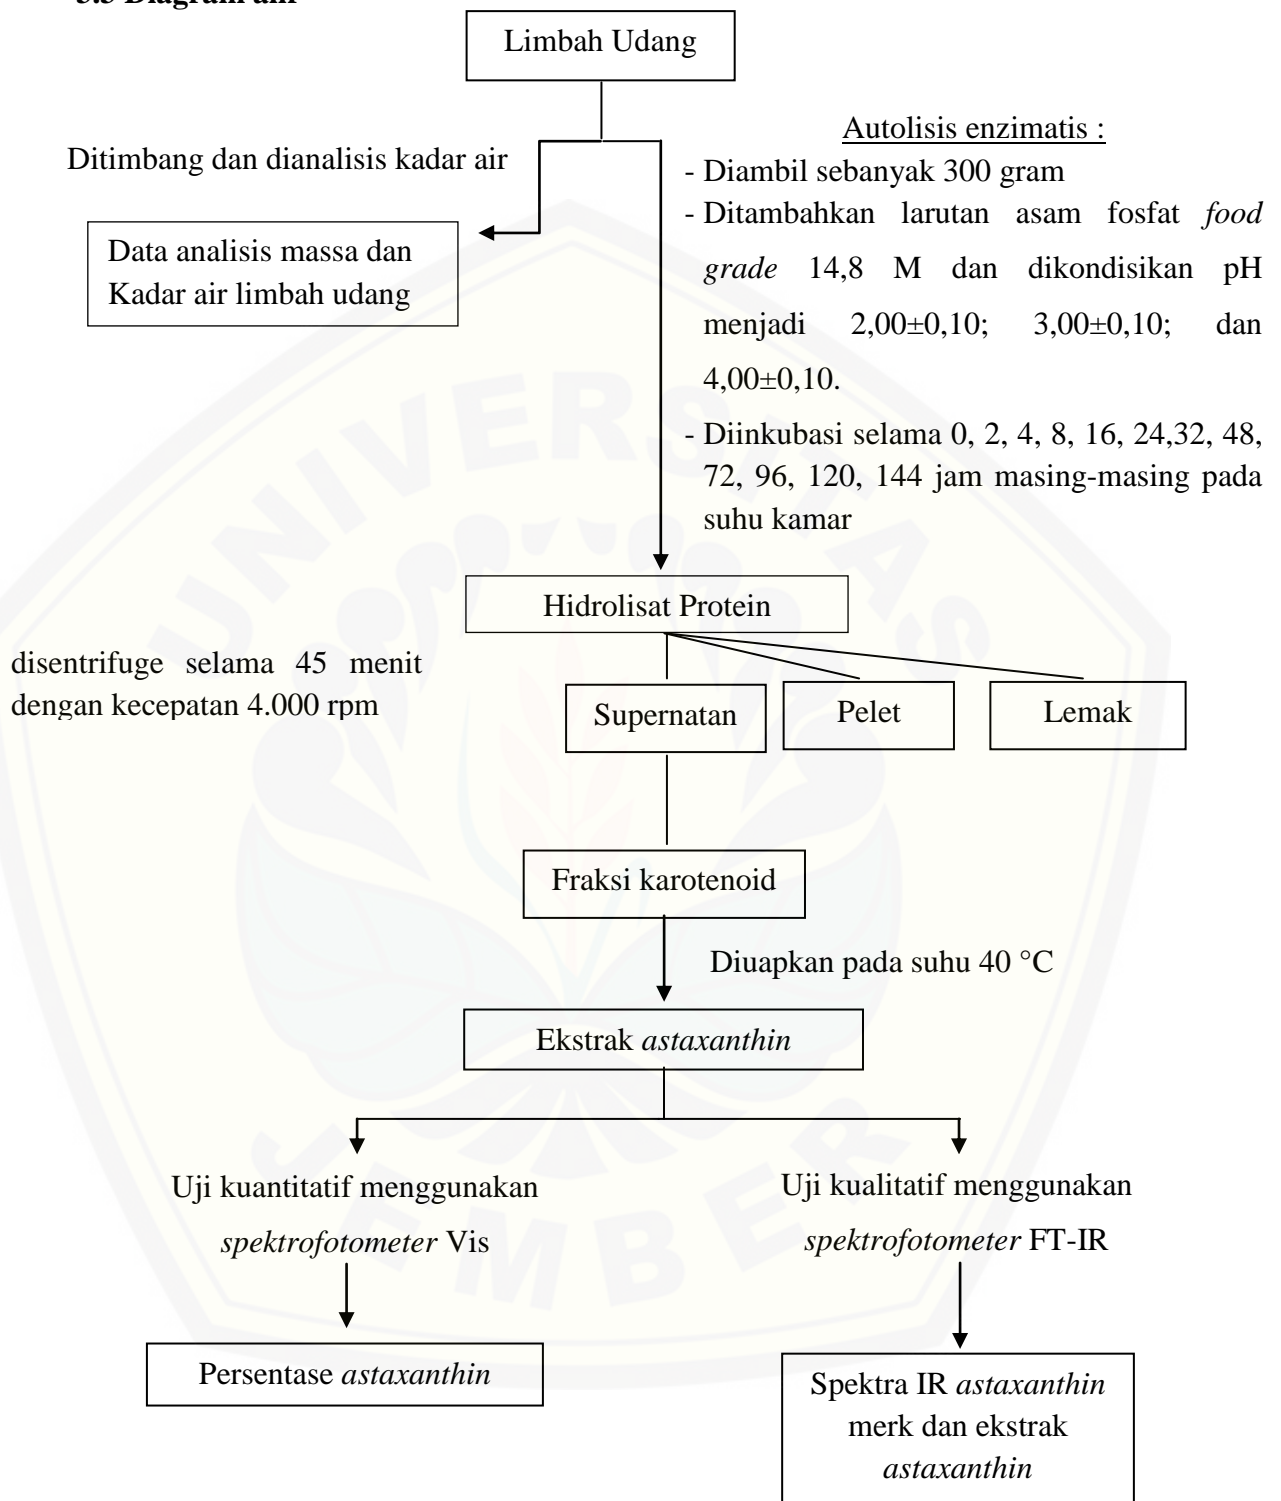 Limbah Udang
Ditimbang dan dianalisis kadar air
Data analisis massa dan
Kadar air limbah udang
Autolisis enzimatis :
- Diambil sebanyak 300 gram
- Ditambahkan larutan asam fosfat food
grade 14,8 M dan dikondisikan pH
menjadi 2,00±0,10; 3,00±0,10; dan
4,00±0,10.
- Diinkubasi selama 0, 2, 4, 8, 16, 24,32, 48,
72, 96, 120, 144 jam masing-masing pada
suhu kamar
Hidrolisat Protein
disentrifuge selama 45 menit
dengan kecepatan 4.000 rpm
Supernatan
Pelet
Lemak
Fraksi karotenoid
Diuapkan pada suhu 40 °C
Ekstrak astaxanthin
Uji kuantitatif menggunakan
spektrofotometer Vis
Uji kualitatif menggunakan
spektrofotometer FT-IR
Persentase astaxanthin
Spektra IR astaxanthin
merk dan ekstrak
astaxanthin
UNIVERSITAS
JEMBER